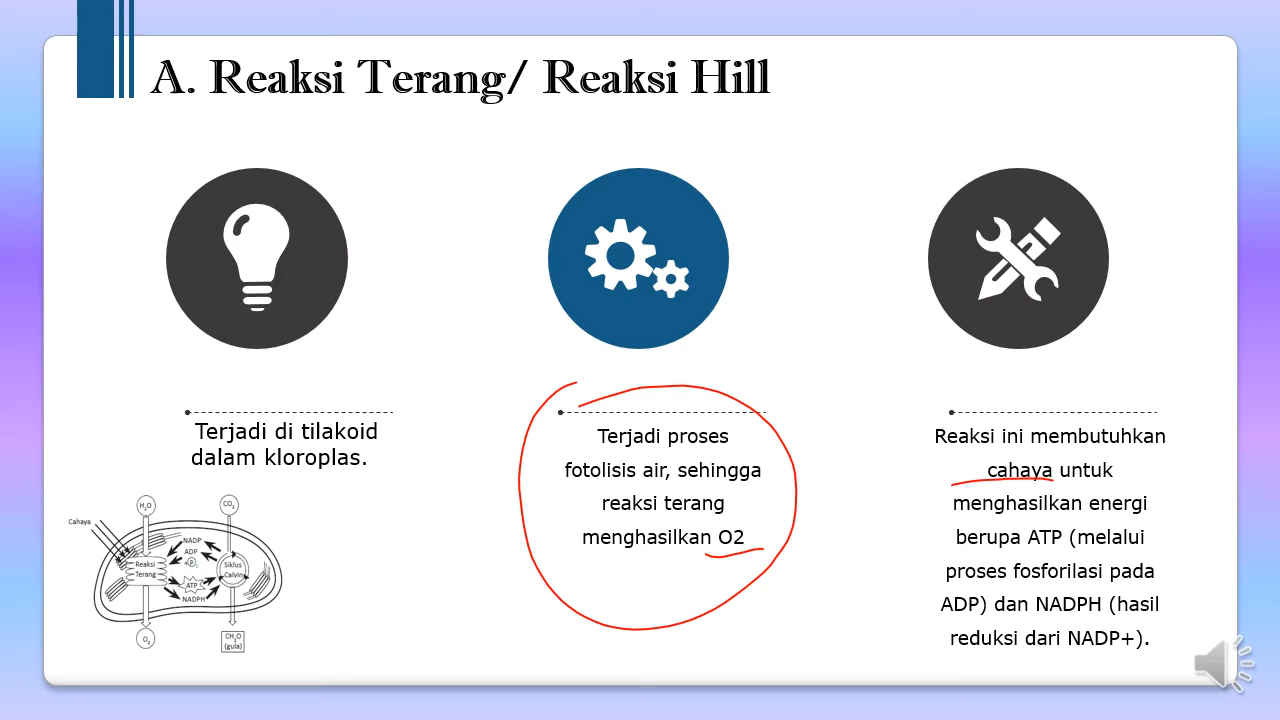 A. Reaksi Terang/ Reaksi Hill
Terjadi di tilakoid
dalam kloroplas.
Terjadi proses
fotolisis air, sehingga
reaksi terang
menghasilkan O2
Reaksi ini membutuhkan
cahaya untuk
menghasilkan energi
berupa ATP (melalui
proses fosforilasi pada
ADP) dan NADPH (hasil
reduksi dari NADP+).
H₂O
CO₂
Cahaya
NADP⁺
ADP
+Pᵢ
Reaksi
Terang
Siklus
Calvin
ATP
NADPH
O₂
CH₂O
(gula)